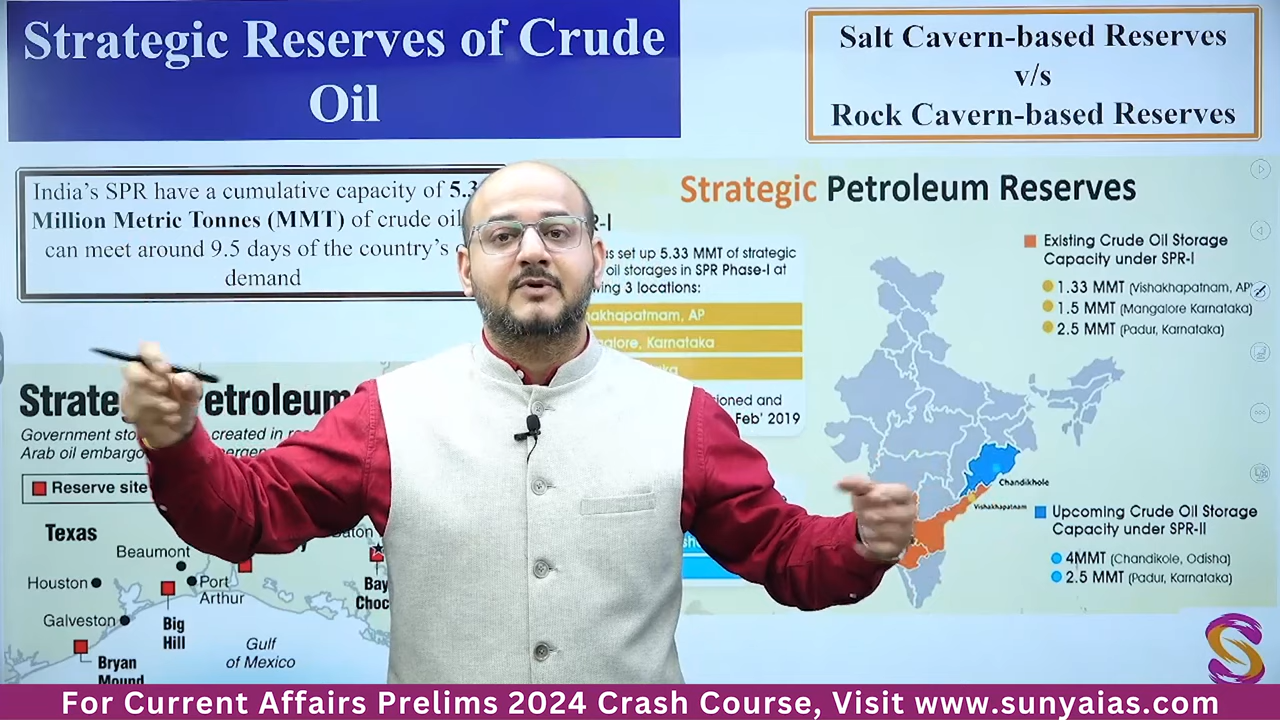 Strategic Reserves of Crude
Oil
Salt Cavern-based Reserves
v/s
Rock Cavern-based Reserves
India's SPR have a cumulative capacity of 5.3
Million Metric Tonnes (MMT) of crude oil
can meet around 9.5 days of the country's
demand
Strategic Petroleum Reserves
R-I
s set up 5.33 MMT of strategic
oil storages in SPR Phase-I at
ing 3 locations:
hakhapatmam, AP
galore, Karnataka
ka
ioned and
Feb' 2019
Existing Crude Oil Storage
Capacity under SPR-I
1.33 MMT (Vishakhapatnam, AP)
1.5 MMT (Mangalore Karnataka)
2.5 MMT (Padur, Karnataka)
Chandikhole
Vishakhapatnam
Upcoming Crude Oil Storage
Capacity under SPR-II
4MMT (Chandikole, Odisha)
2.5 MMT (Padur, Karnataka)
Strate etroleum
Government sto created in re
Arab oil embargo ergen
Reserve site
Texas
Beaumont
Houston
Port
Arthur
Galveston
Big
Hill
Gulf
of Mexico
Bryan
Mound
aton
Bay
Choc
For Current Affairs Prelims 2024 Crash Course, Visit www.sunyaias.com